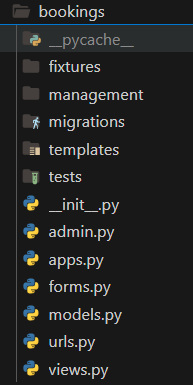 bookings
__pycache__
fixtures
management
migrations
templates
tests
__init__.py
admin.py
apps.py
forms.py
models.py
urls.py
views.py